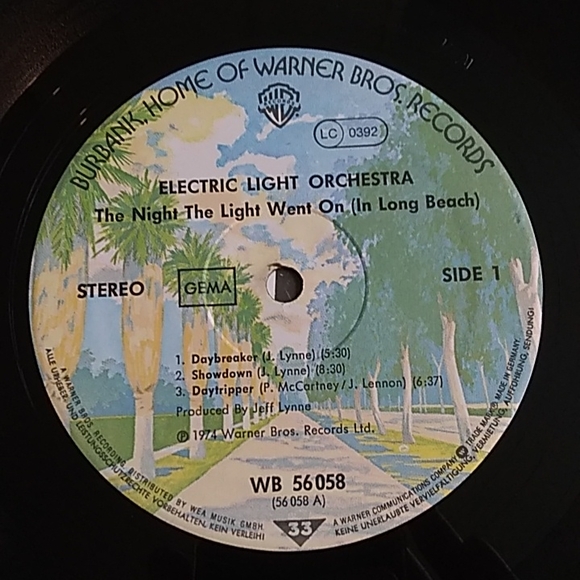 BURBANK, HOME OF WARNER BROS. RECORDS
LC 0392
ELECTRIC LIGHT ORCHESTRA
The Night The Light Went On (In Long Beach)
STEREO
GEMA
SIDE 1
1. Daybreaker (J. Lynne) (5:30)
2. Showdown (J. Lynne) (8:30)
3. Daytripper (P. McCartney/J. Lennon) (6:37)
Produced By Jeff Lynne
℗ 1974 Warner Bros. Records Ltd.
WB 56 058
(56 058 A)
33
A WARNER BROS. RECORDING, DISTRIBUTED BY WEA MUSIK GMBH.
A WARNER COMMUNICATIONS COMPANY TRADE MARK® MADE IN GERMANY
ALLE URHEBER- UND LEISTUNGSSCHUTZRECHTE VORBEHALTEN. KEIN VERLEIH!
KEINE UNERLAUBTE VERVIELFÄLTIGUNG, VERMIETUNG, AUFFÜHRUNG, SENDUNG!